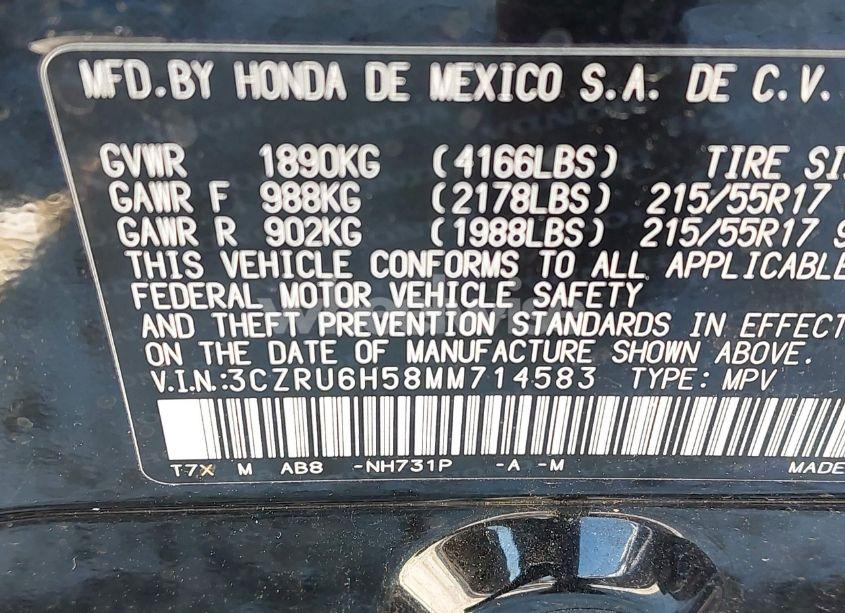 MFD.BY HONDA DE MEXICO S.A. DE C.V.
GVWR 1890KG (4166LBS) TIRE SI
GAWR F 988KG (2178LBS) 215/55R17
GAWR R 902KG (1988LBS) 215/55R17 9
THIS VEHICLE CONFORMS TO ALL APPLICABLE
FEDERAL MOTOR VEHICLE SAFETY
AND THEFT PREVENTION STANDARDS IN EFFECT
ON THE DATE OF MANUFACTURE SHOWN ABOVE.
V.I.N.:3CZRU6H58MM714583 TYPE: MPV
T7X M AB8 -NH731P -A -M MADE